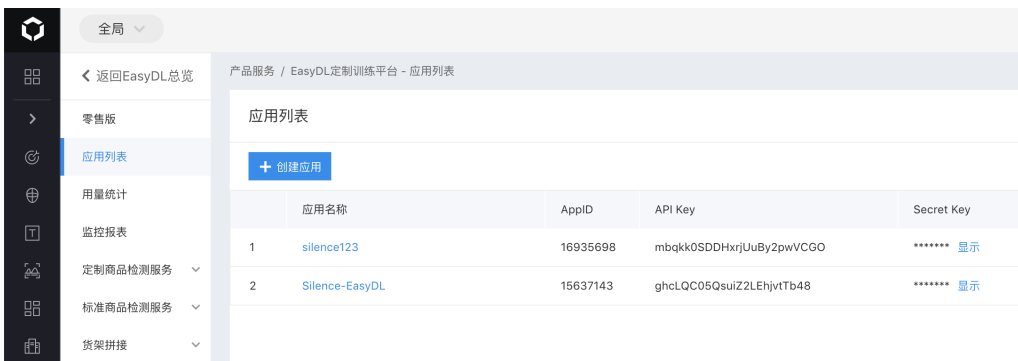 全局
返回EasyDL总览
产品服务 / EasyDL定制训练平台 - 应用列表
零售版
应用列表
用量统计
监控报表
定制商品检测服务
标准商品检测服务
货架拼接
应用列表
+ 创建应用
应用名称 AppID API Key Secret Key
1 silence123 16935698 mbqkk0SDDHxrjUuBy2pwVCGO ******* 显示
2 Silence-EasyDL 15637143 ghcLQC05QsuiZ2LEhjvtTb48 ******* 显示